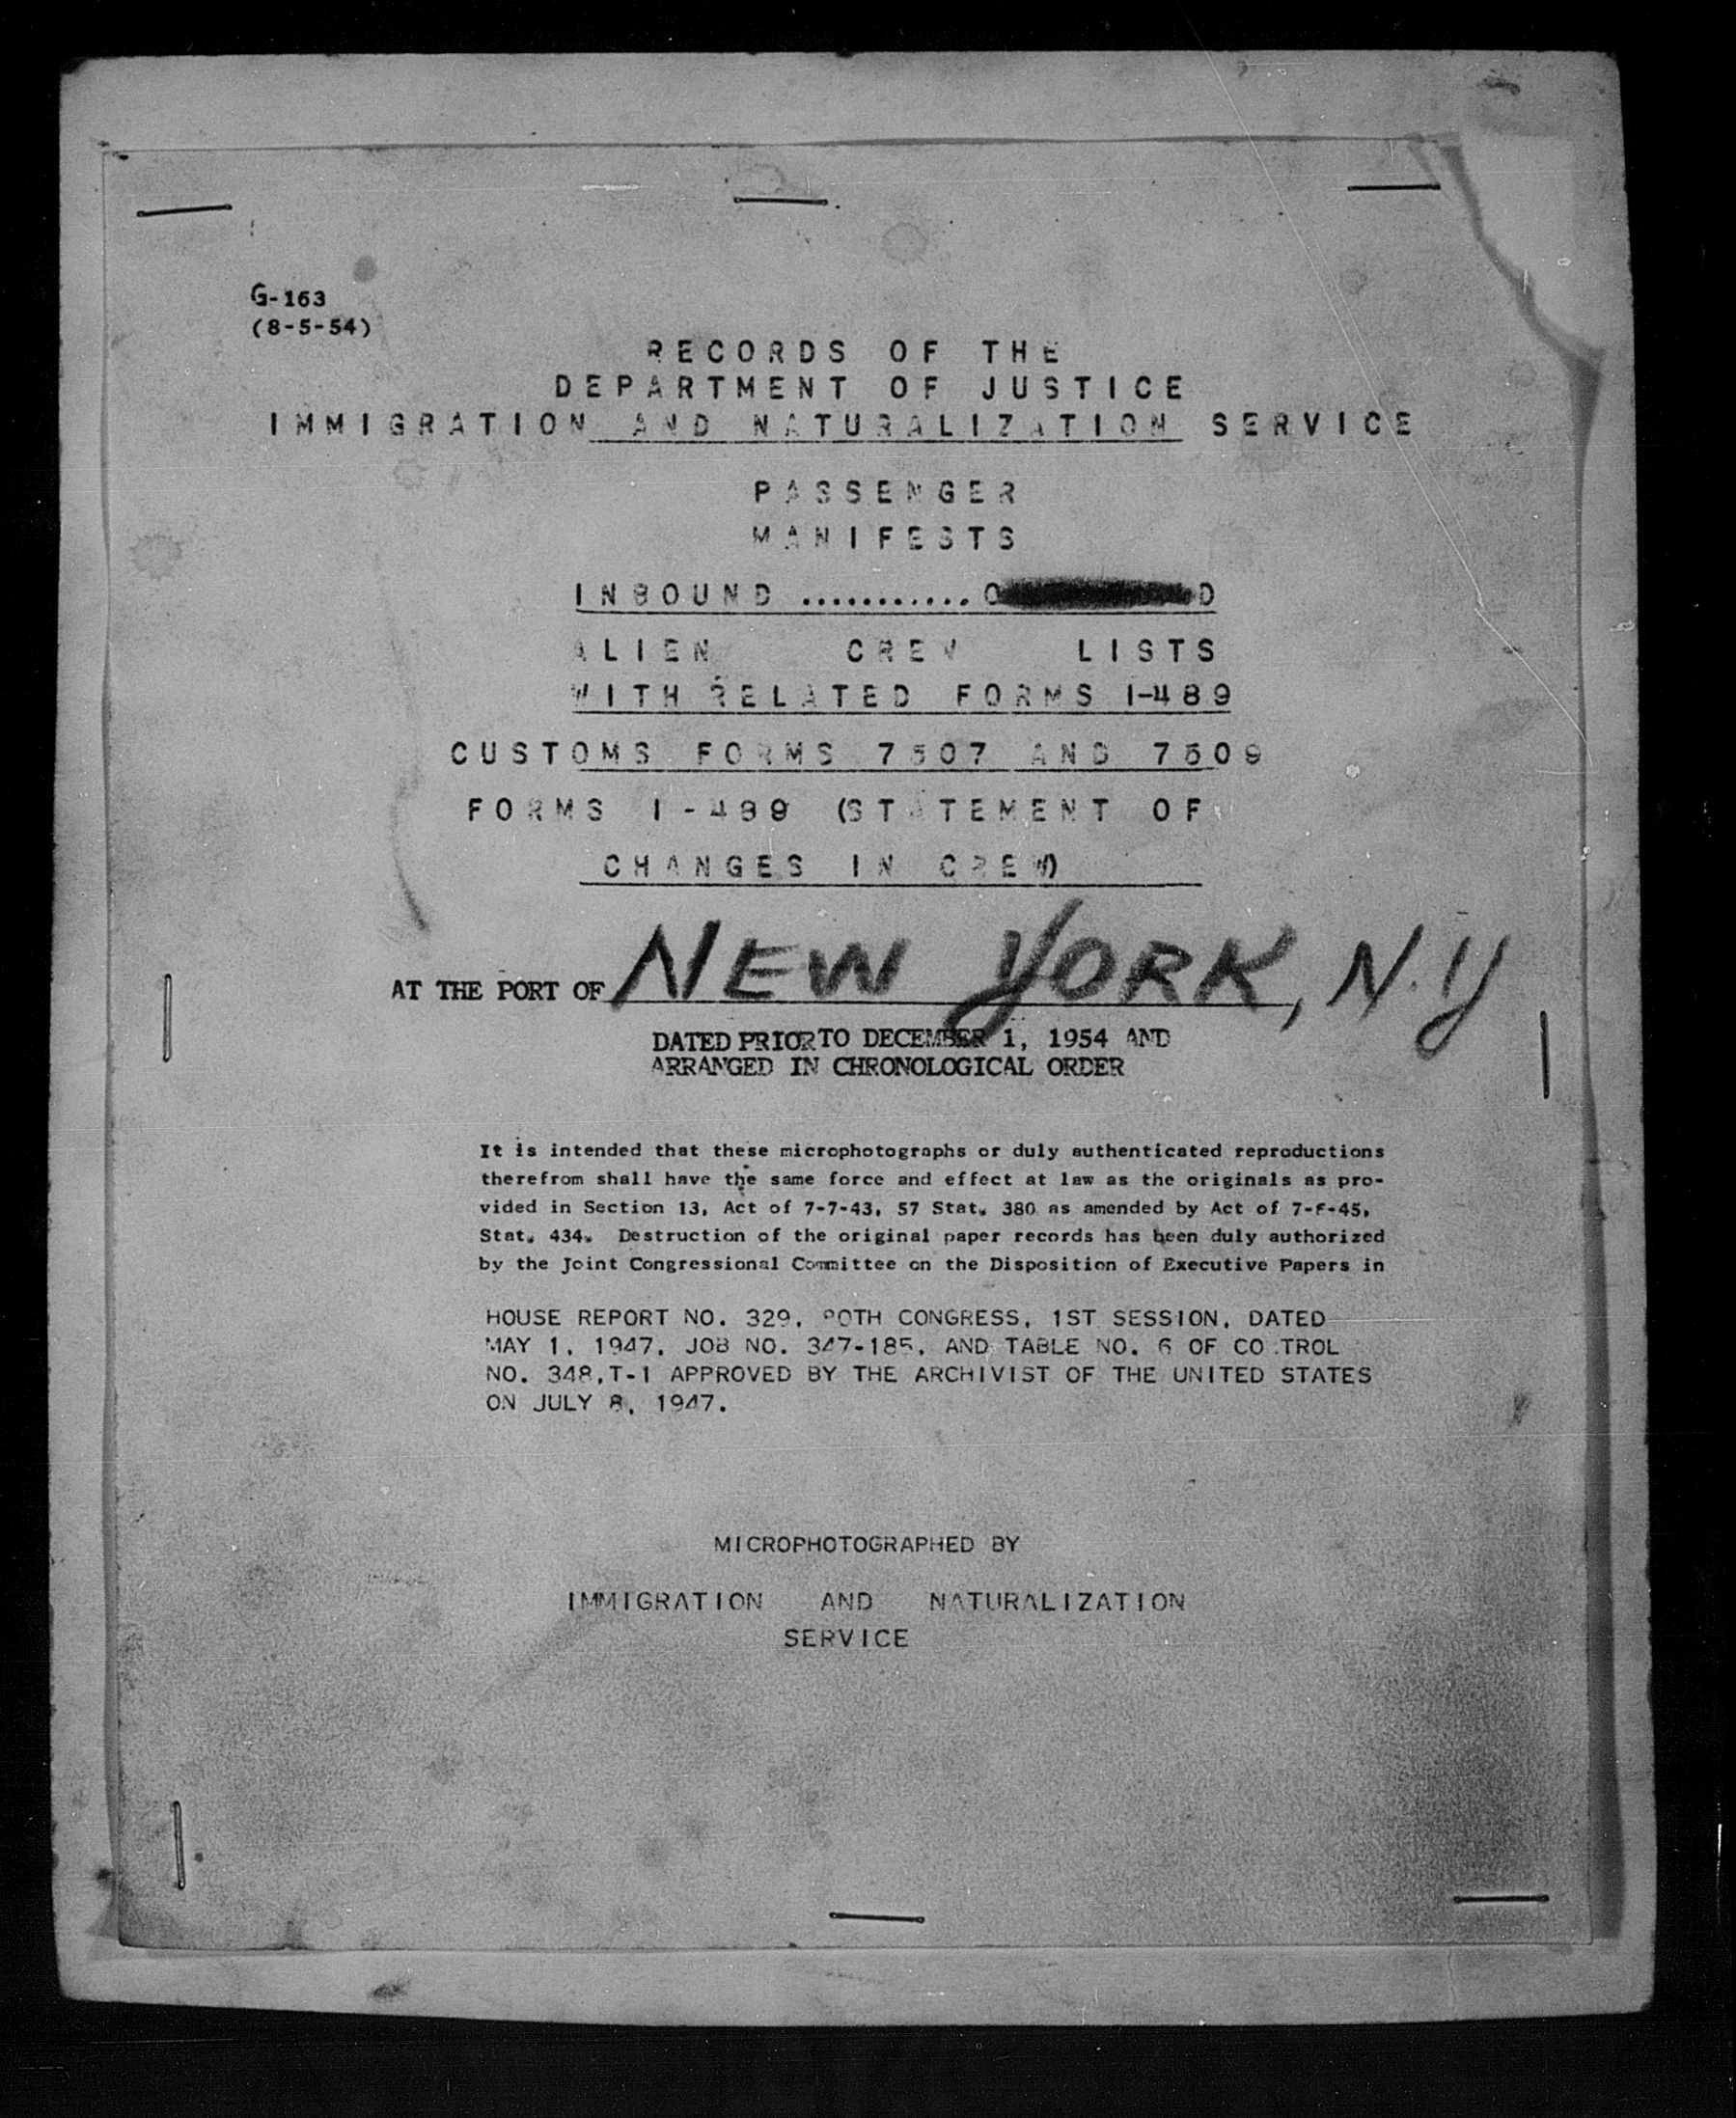 G-163
(8-5-54)
RECORDS OF THE
DEPARTMENT OF JUSTICE
IMMIGRATION AND NATURALIZATION SERVICE
PASSENGER
MANIFESTS
INBOUND ...........
ALIEN CREW LISTS
WITH RELATED FORMS I-489
CUSTOMS FORMS 7507 AND 7509
FORMS I-489 (STATEMENT OF
CHANGES IN CREW)
AT THE PORT OF NEW YORK, N.Y
DATED PRIOR TO DECEMBER 1, 1954 AND
ARRANGED IN CHRONOLOGICAL ORDER
It is intended that these microphotographs or duly authenticated reproductions
therefrom shall have the same force and effect at law as the originals as pro-
vided in Section 13, Act of 7-7-43, 57 Stat. 380 as amended by Act of
Stat. 434. Destruction of the original paper records has been duly authorized
by the Joint Congressional Committee on the Disposition of Executive Papers in
HOUSE REPORT NO. 329, 80TH CONGRESS, 1ST SESSION, DATED
MAY 1, 1947, JOB NO. 347-185, AND TABLE NO. 6 OF CONTROL
NO. 348,T-1 APPROVED BY THE ARCHIVIST OF THE UNITED STATES
ON JULY 8, 1947.
MICROPHOTOGRAPHED BY
IMMIGRATION AND NATURALIZATION
SERVICE